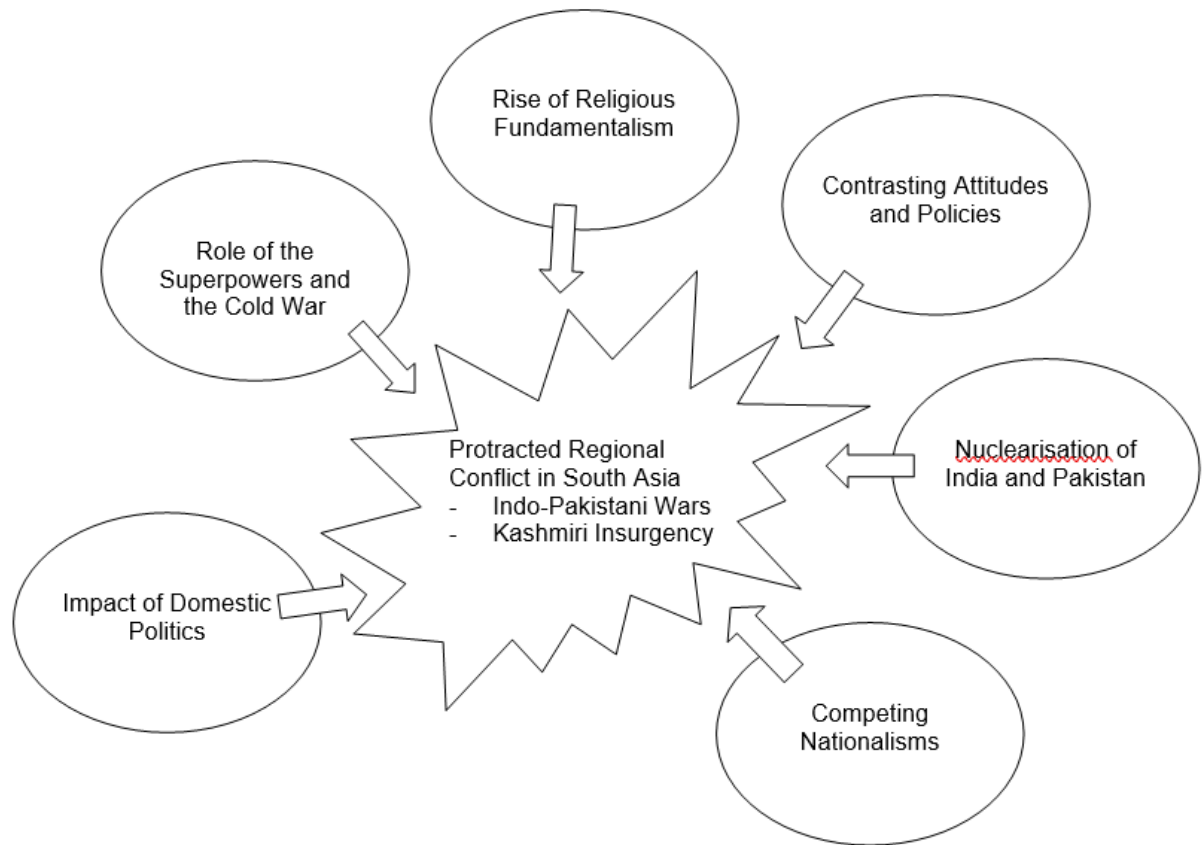 Rise of Religious
Fundamentalism
Contrasting Attitudes
and Policies
Role of the
Superpowers and
the Cold War
Protracted Regional
Conflict in South Asia
- Indo-Pakistani Wars
- Kashmiri Insurgency
Nuclearisation of
India and Pakistan
Impact of Domestic
Politics
Competing
Nationalisms